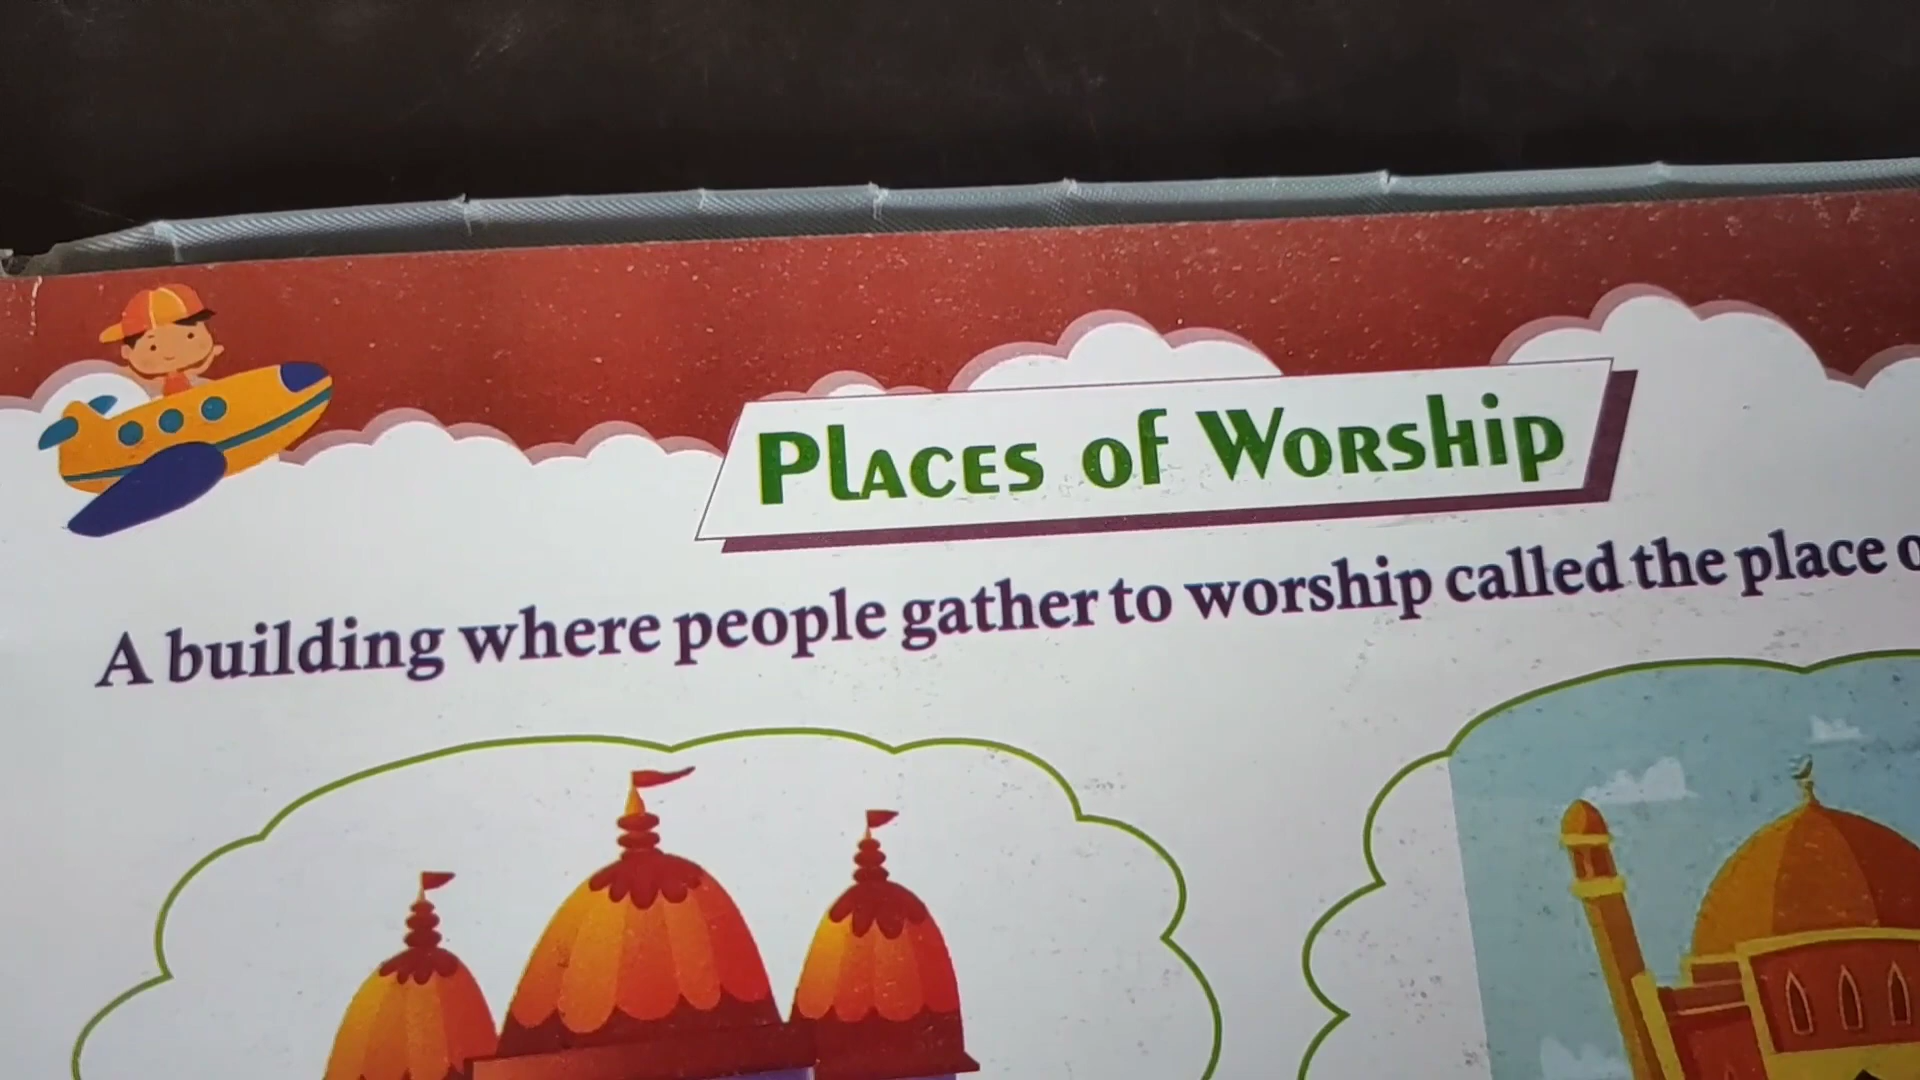 Places of Worship
A building where people gather to worship called the place